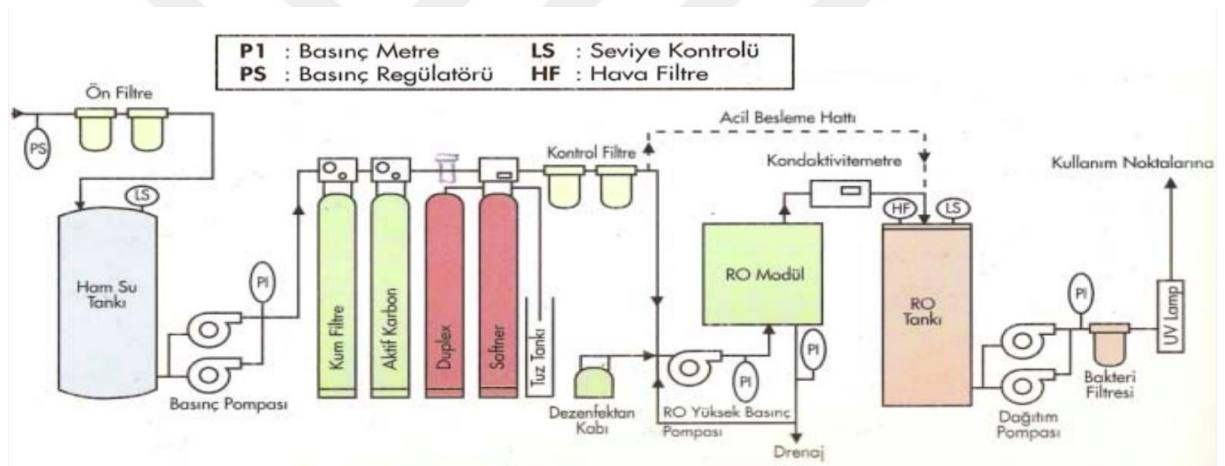 P1 : Basınç Metre LS : Seviye Kontrolü
PS : Basınç Regülatörü HF : Hava Filtre
Ön Filtre
PS
LS
Ham Su
Tankı
PI
Basınç Pompası
Kum Filtre
Aktif Karbon
Duplex
Softner
Tuz Tankı
Kontrol Filtre
Acil Besleme Hattı
Kondaktivitemetre
RO Modül
Dezenfektan
Kabı
RO Yüksek Basınç
Pompası
PI
PI
Drenaj
HF
LS
RO
Tankı
Dağıtım
Pompası
PI
Bakteri
Filtresi
UV Lamp
Kullanım Noktalarına